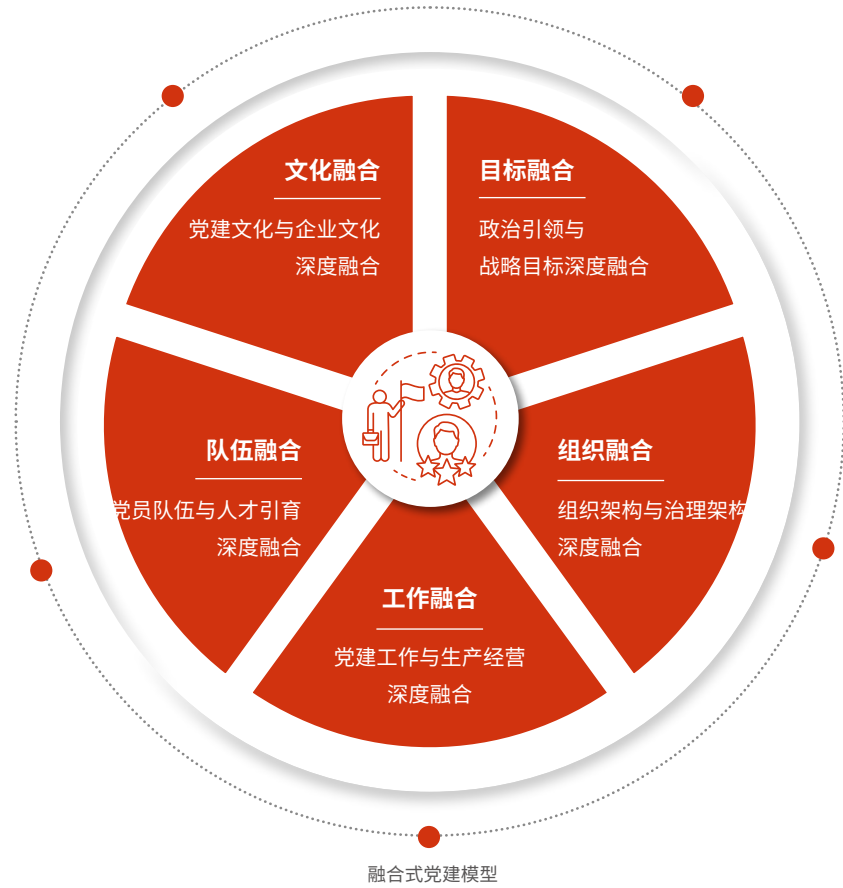 目标融合
政治引领与
战略目标深度融合
组织融合
组织架构与治理架构
深度融合
工作融合
党建工作与生产经营
深度融合
队伍融合
党员队伍与人才引育
深度融合
文化融合
党建文化与企业文化
深度融合
融合式党建模型